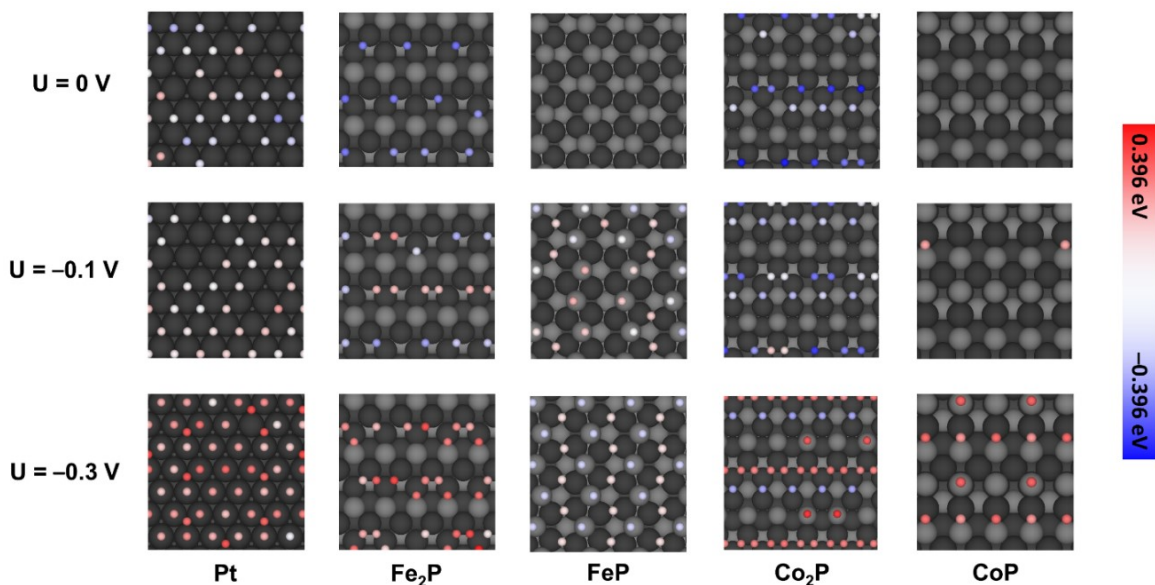 U = 0 V
U = –0.1 V
U = –0.3 V
Pt
Fe₂P
FeP
Co₂P
CoP
0.396 eV
–0.396 eV